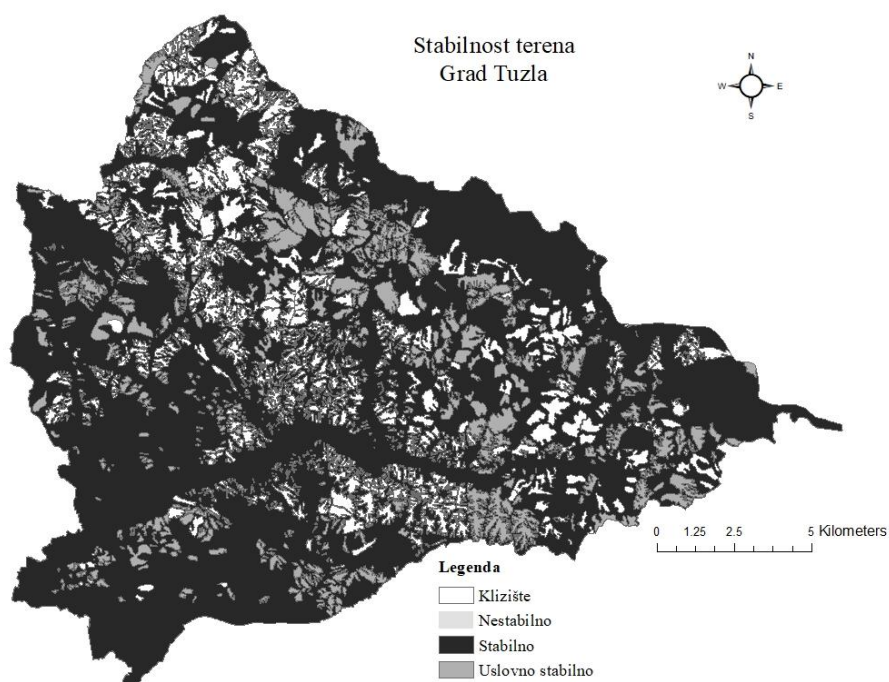 Stabilnost terena
Grad Tuzla
N
W E
S
0 1.25 2.5 5 Kilometers
Legenda
Klizište
Nestabilno
Stabilno
Uslovno stabilno